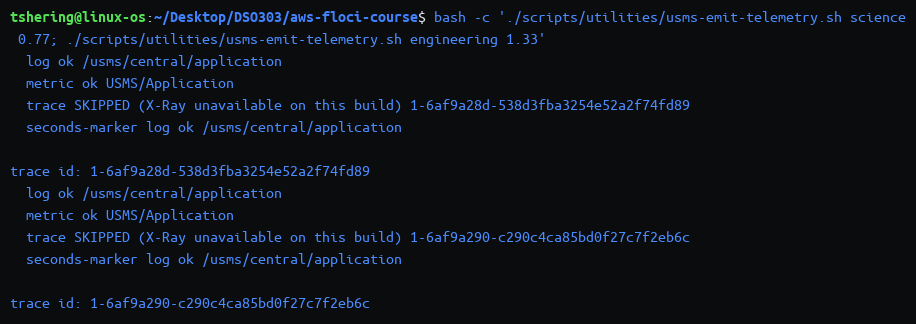 tshering@linux-os:~/Desktop/DSO303/aws-floci-course$ bash -c './scripts/utilities/usms-emit-telemetry.sh science
 0.77; ./scripts/utilities/usms-emit-telemetry.sh engineering 1.33'
  log ok /usms/central/application
  metric ok USMS/Application
  trace SKIPPED (X-Ray unavailable on this build) 1-6af9a28d-538d3fba3254e52a2f74fd89
  seconds-marker log ok /usms/central/application

trace id: 1-6af9a28d-538d3fba3254e52a2f74fd89
  log ok /usms/central/application
  metric ok USMS/Application
  trace SKIPPED (X-Ray unavailable on this build) 1-6af9a290-c290c4ca85bd0f27c7f2eb6c
  seconds-marker log ok /usms/central/application

trace id: 1-6af9a290-c290c4ca85bd0f27c7f2eb6c